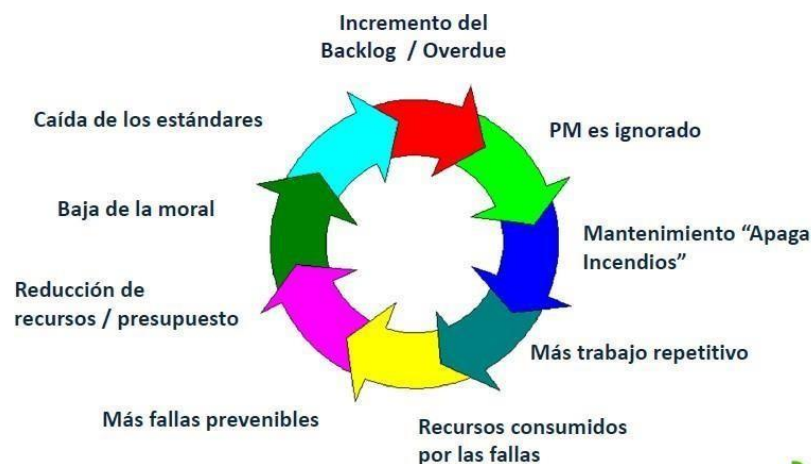 Incremento del
Backlog / Overdue
PM es ignorado
Mantenimiento “Apaga
Incendios”
Más trabajo repetitivo
Recursos consumidos
por las fallas
Más fallas prevenibles
Reducción de
recursos / presupuesto
Baja de la moral
Caída de los estándares